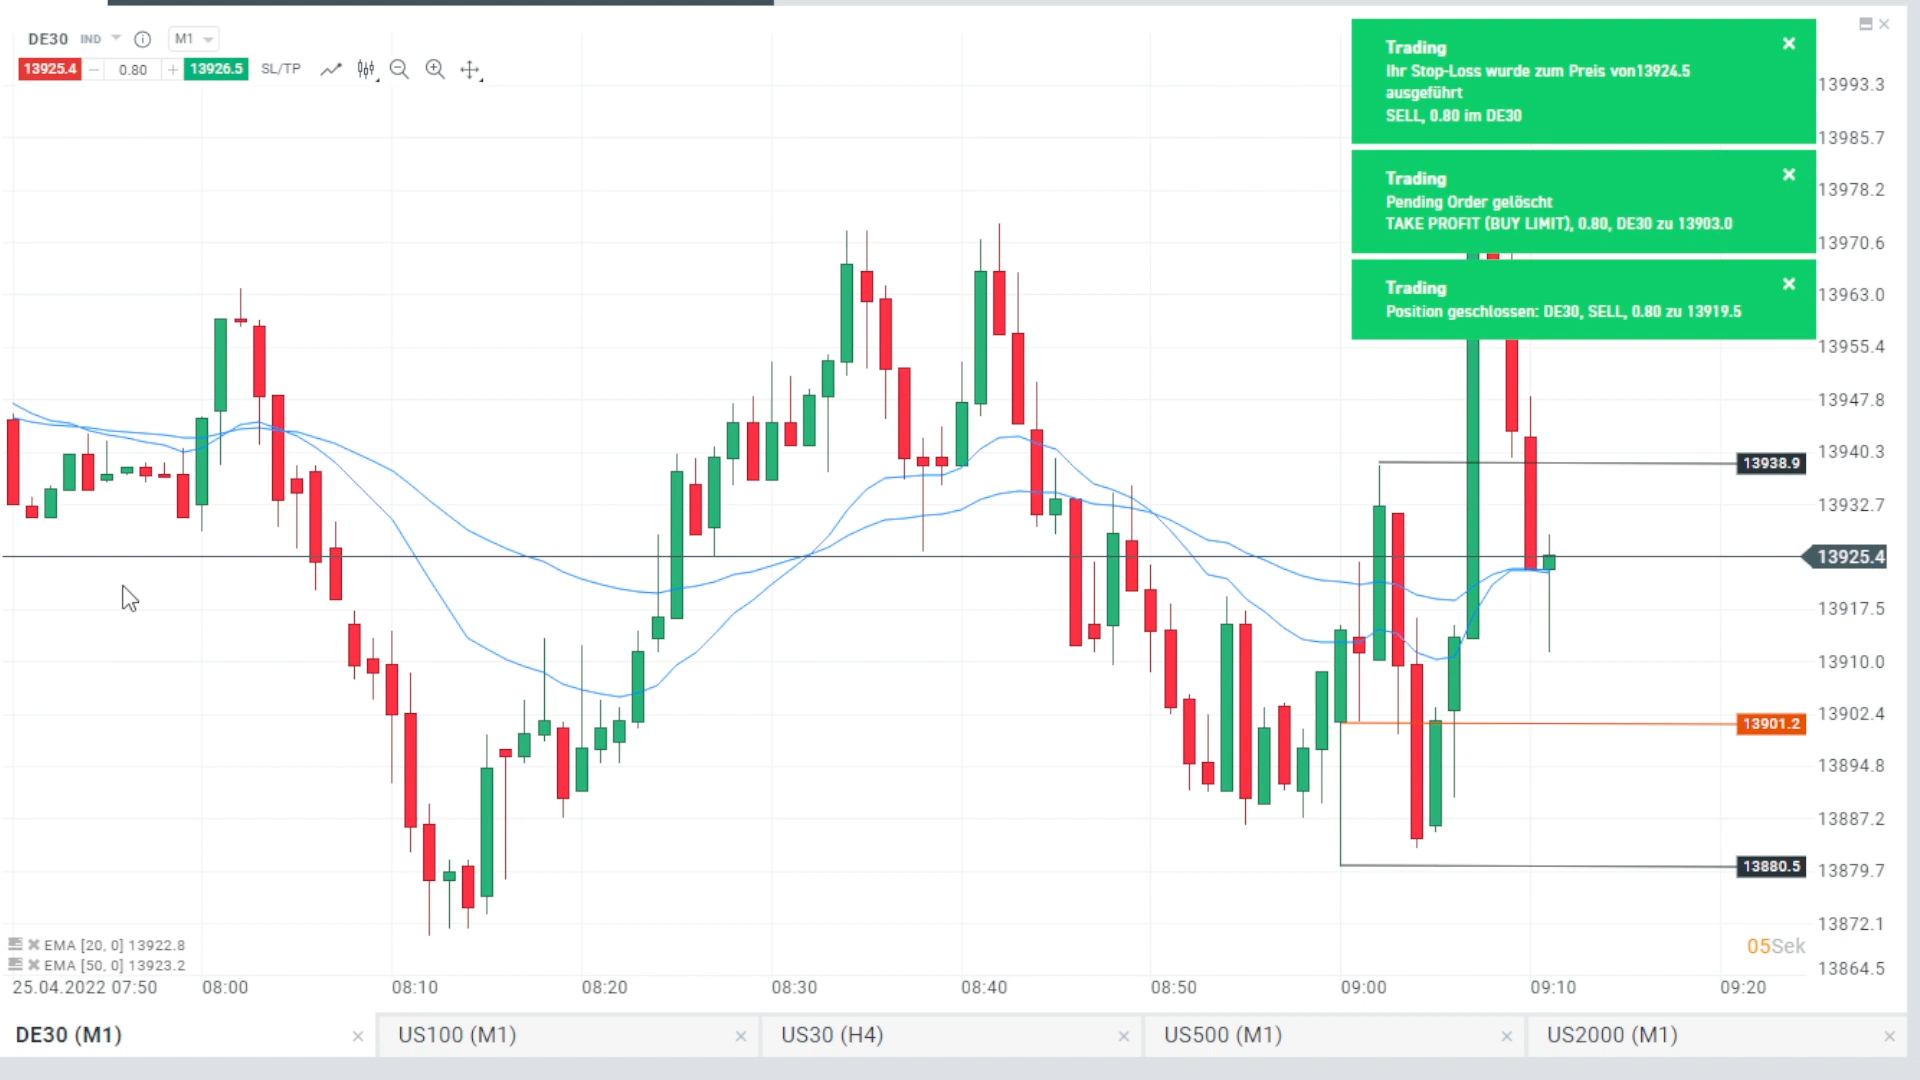 DE30 IND M1
13925.4 0.80 13926.5 SL/TP
Trading
Ihr Stop-Loss wurde zum Preis von13924.5
ausgeführt
SELL, 0.80 im DE30
Trading
Pending Order gelöscht
TAKE PROFIT (BUY LIMIT), 0.80, DE30 zu 13903.0
Trading
Position geschlossen: DE30, SELL, 0.80 zu 13919.5
13993.3
13985.7
13978.2
13970.6
13963.0
13955.4
13947.8
13940.3
13938.9
13932.7
13925.4
13917.5
13910.0
13902.4
13901.2
13894.8
13887.2
13880.5
13879.7
13872.1
13864.5
05Sek
EMA [20, 0] 13922.8
EMA [50, 0] 13923.2
25.04.2022 07:50 08:00 08:10 08:20 08:30 08:40 08:50 09:00 09:10 09:20
DE30 (M1) US100 (M1) US30 (H4) US500 (M1) US2000 (M1)